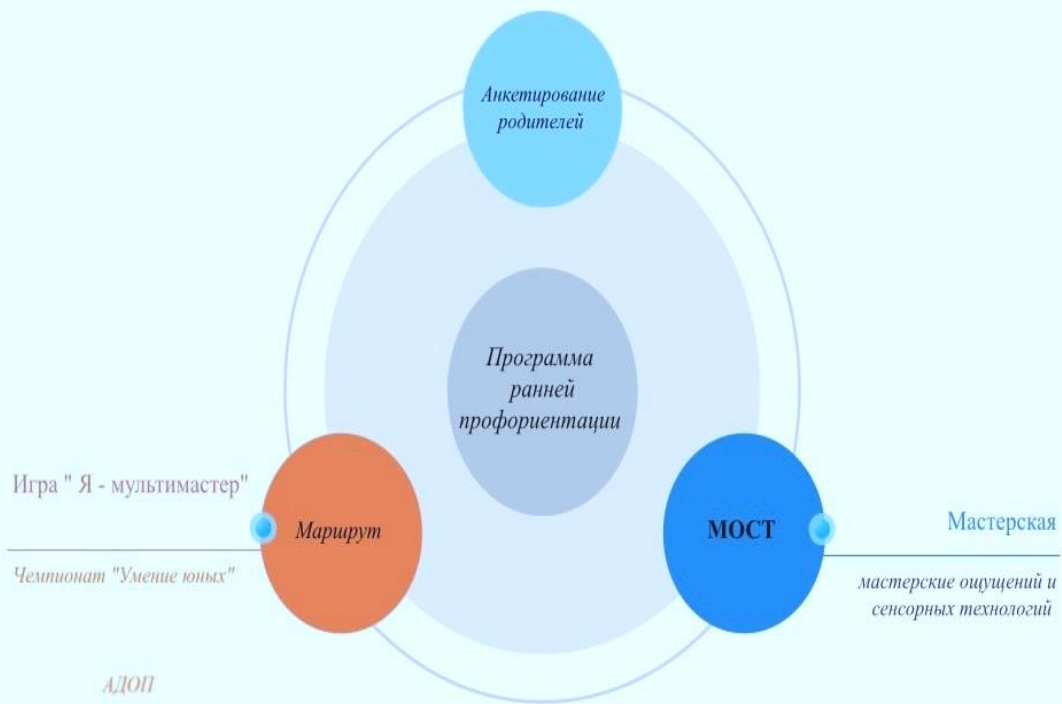 Анкетирование
родителей
Программа
ранней
профориентации
Игра " Я - мультимастер"
Маршрут
Чемпионат "Умение юных"
АДОП
МОСТ
Мастерская
мастерские ощущений и
сенсорных технологий